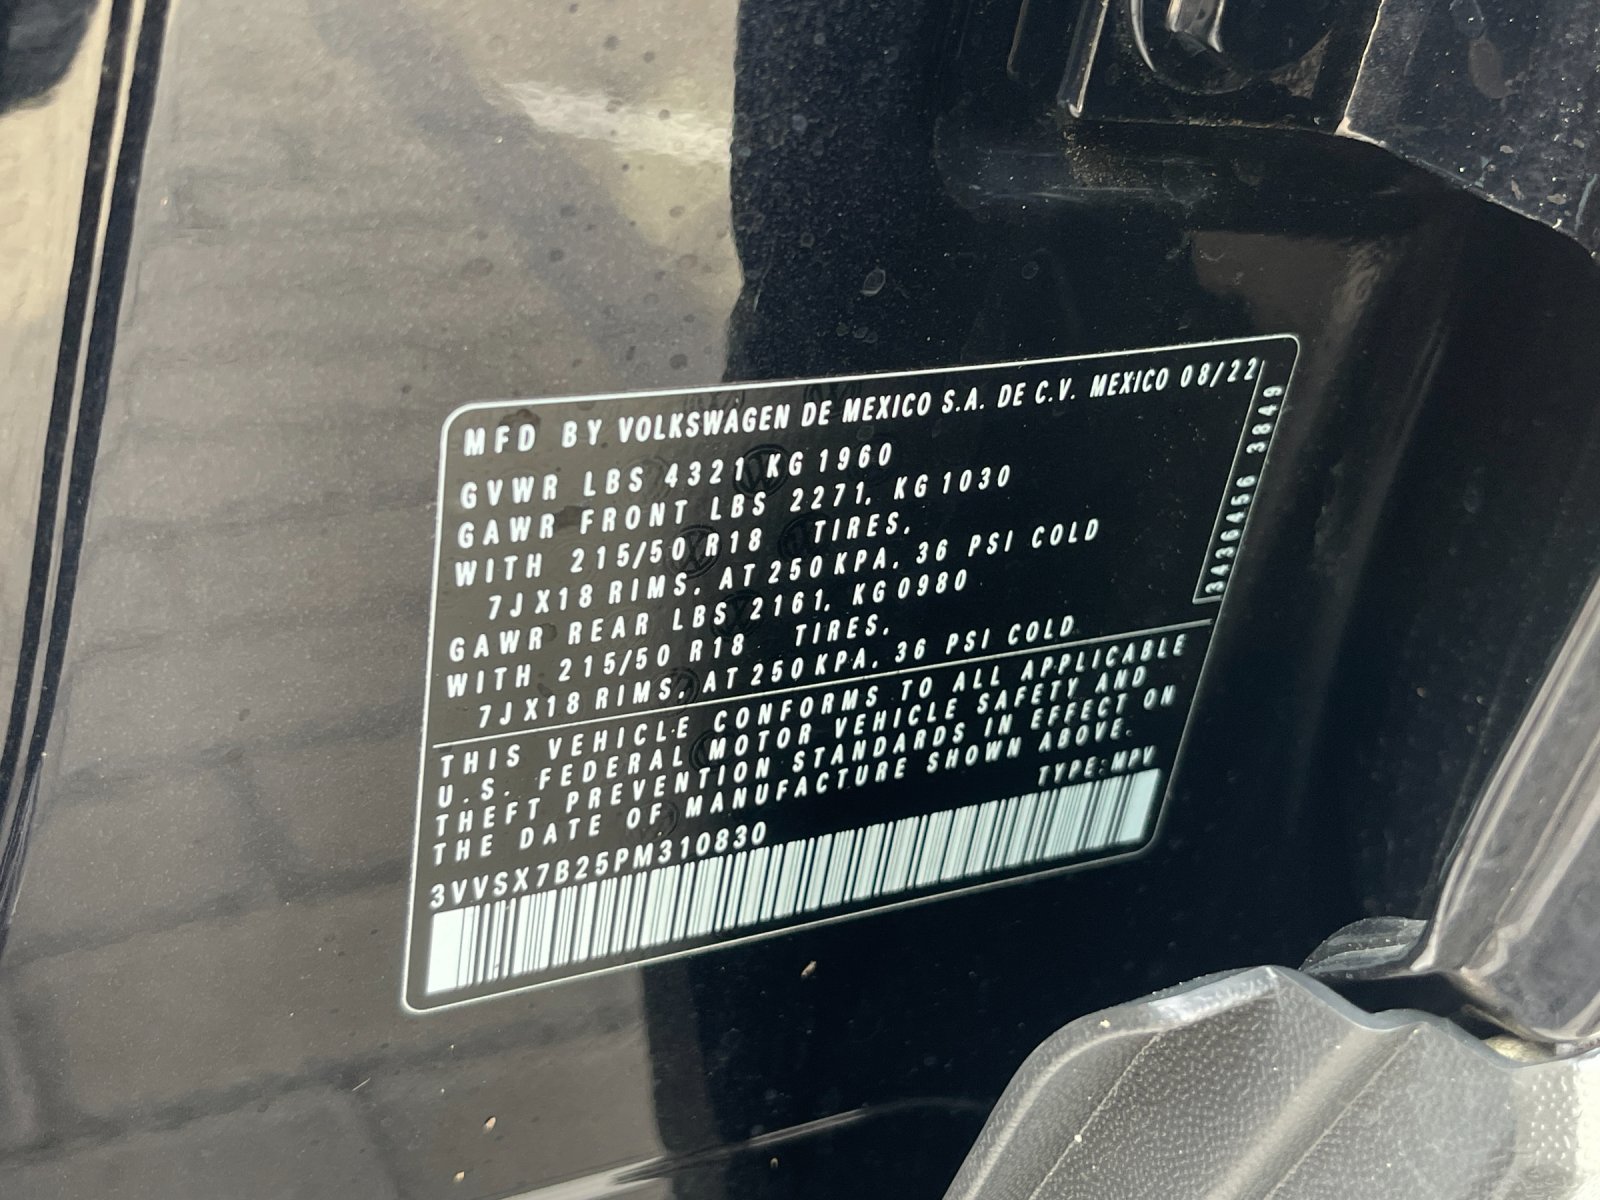 MFD BY VOLKSWAGEN DE MEXICO S.A. DE C.V. MEXICO 08/22
GVWR LBS 4321 KG 1960
GAWR FRONT LBS 2271, KG 1030
WITH 215/50 R18 TIRES,
7JX18 RIMS, AT 250 KPA, 36 PSI COLD
GAWR REAR LBS 2161, KG 0980
WITH 215/50 R18 TIRES,
7JX18 RIMS, AT 250 KPA, 36 PSI COLD
THIS VEHICLE CONFORMS TO ALL APPLICABLE
U.S. FEDERAL MOTOR VEHICLE SAFETY AND
THEFT PREVENTION STANDARDS IN EFFECT ON
THE DATE OF MANUFACTURE SHOWN ABOVE.
TYPE: MPV
3VVSX7B25PM310830
3436456 3849